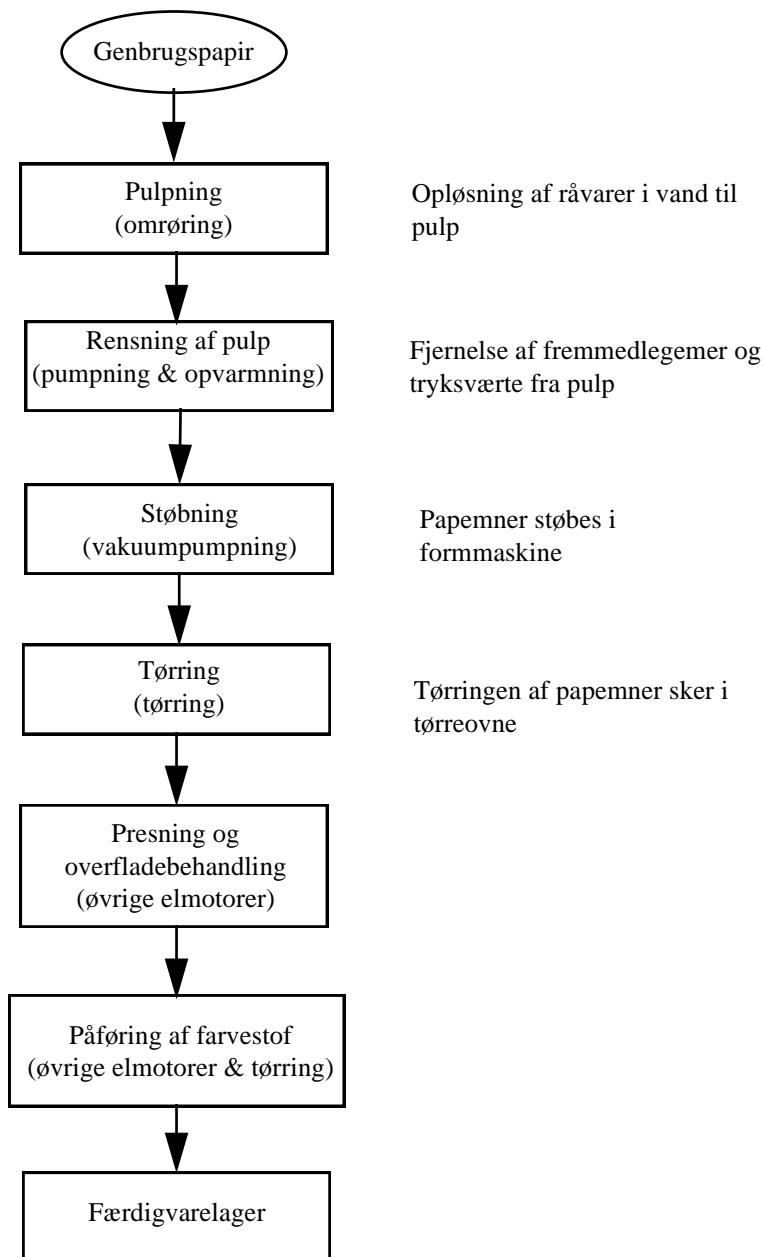 Genbrugspapir
Pulpning
(omrøring)
Opløsning af råvarer i vand til
pulp
Rensning af pulp
(pumpning & opvarmning)
Fjernelse af fremmedlegemer og
tryksværte fra pulp
Støbning
(vakuumpumpning)
Papemner støbes i
formmaskine
Tørring
(tørring)
Tørringen af papemner sker i
tørreovne
Presning og
overfladebehandling
(øvrige elmotorer)
Påføring af farvestof
(øvrige elmotorer & tørring)
Færdigvarelager